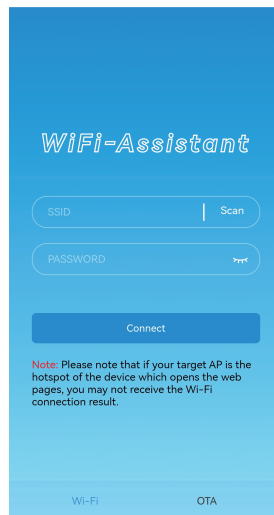 WiFi-Assistant
SSID Scan
PASSWORD
Connect
Note: Please note that if your target AP is the
hotspot of the device which opens the web
pages, you may not receive the Wi-Fi
connection result.
Wi-Fi OTA